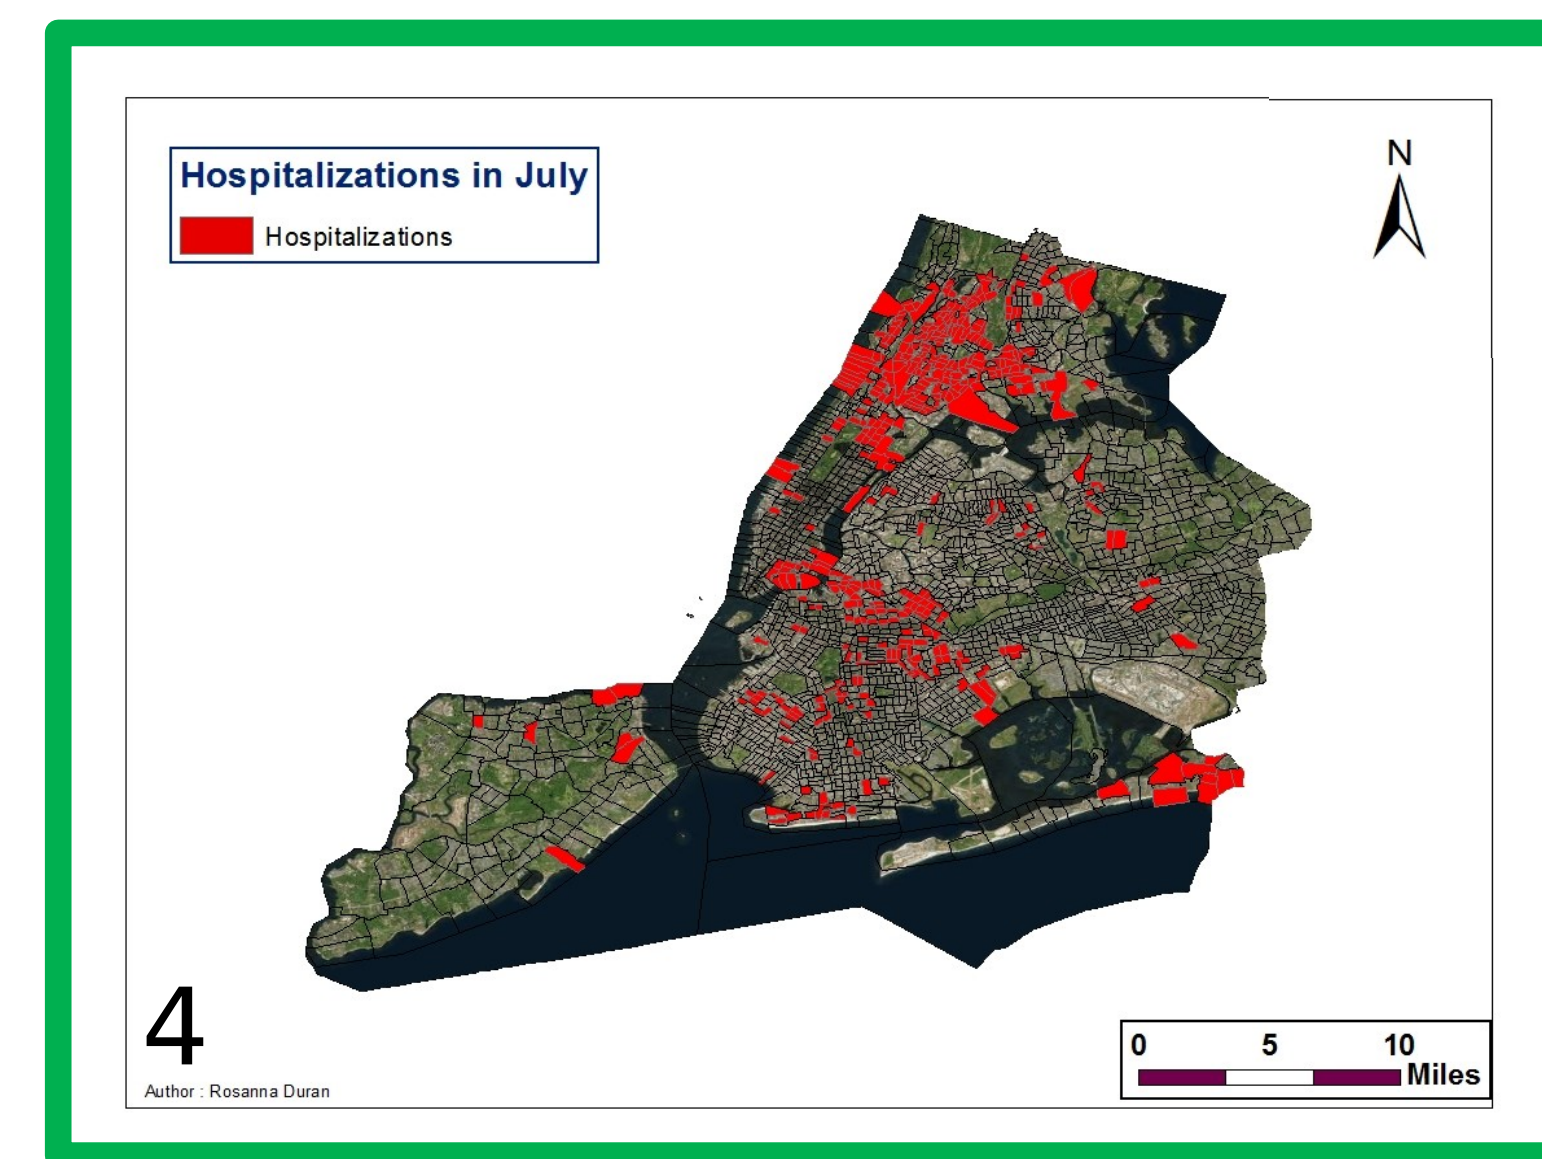 Hospitalizations in July
Hospitalizations
N
4
Author : Rosanna Duran
0 5 10
Miles